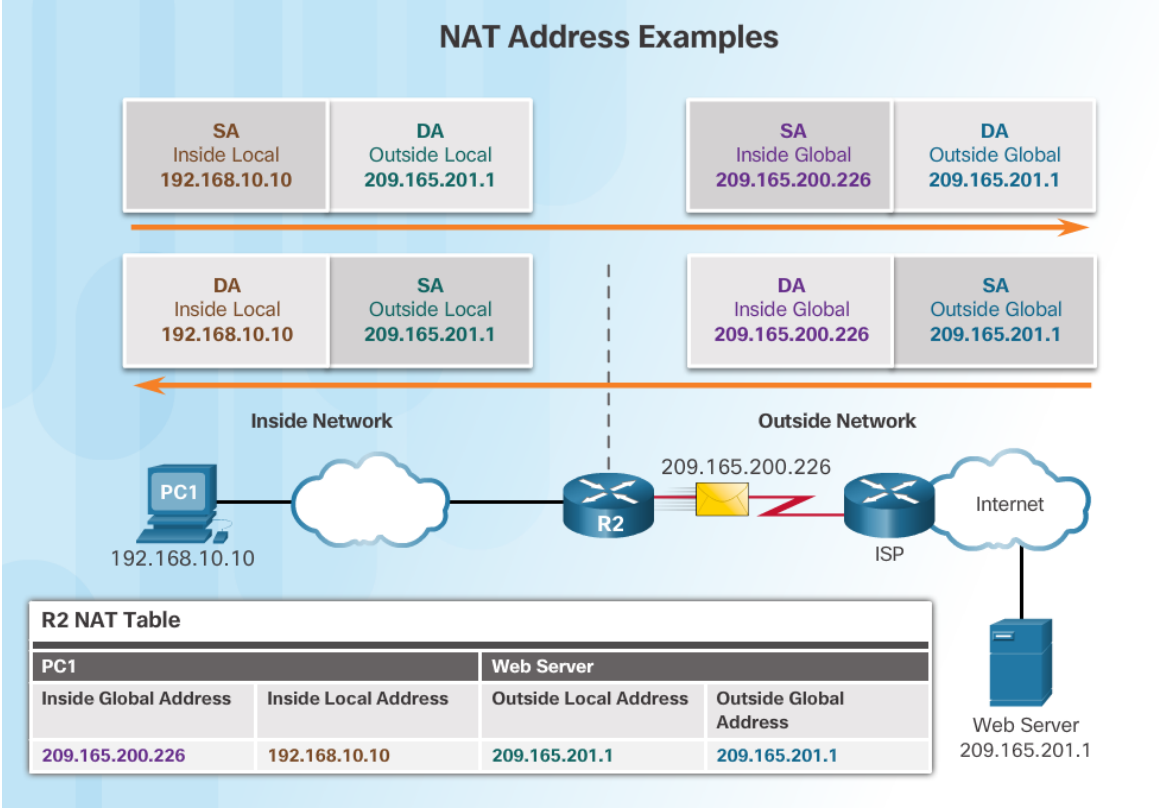 NAT Address Examples
SA
Inside Local
192.168.10.10
DA
Outside Local
209.165.201.1
SA
Inside Global
209.165.200.226
DA
Outside Global
209.165.201.1
DA
Inside Local
192.168.10.10
SA
Outside Local
209.165.201.1
DA
Inside Global
209.165.200.226
SA
Outside Global
209.165.201.1
Inside Network
Outside Network
PC1
192.168.10.10
R2
209.165.200.226
ISP
Internet
Web Server
209.165.201.1
R2 NAT Table
PC1
Web Server
Inside Global Address
Inside Local Address
Outside Local Address
Outside Global
Address
209.165.200.226
192.168.10.10
209.165.201.1
209.165.201.1